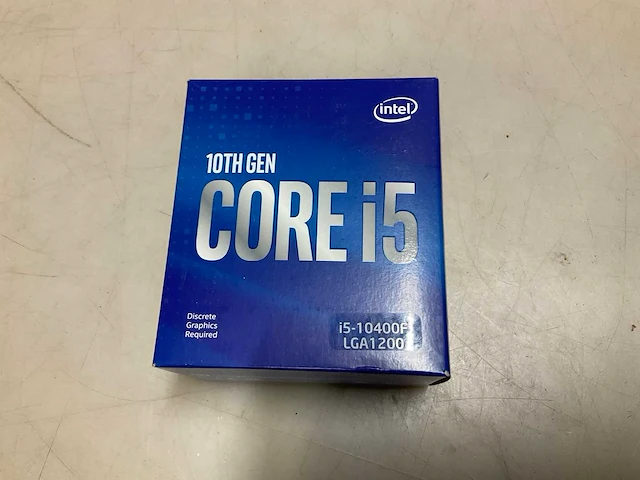 intel
10TH GEN
CORE i5
Discrete
Graphics
Required
i5-10400F
LGA1200